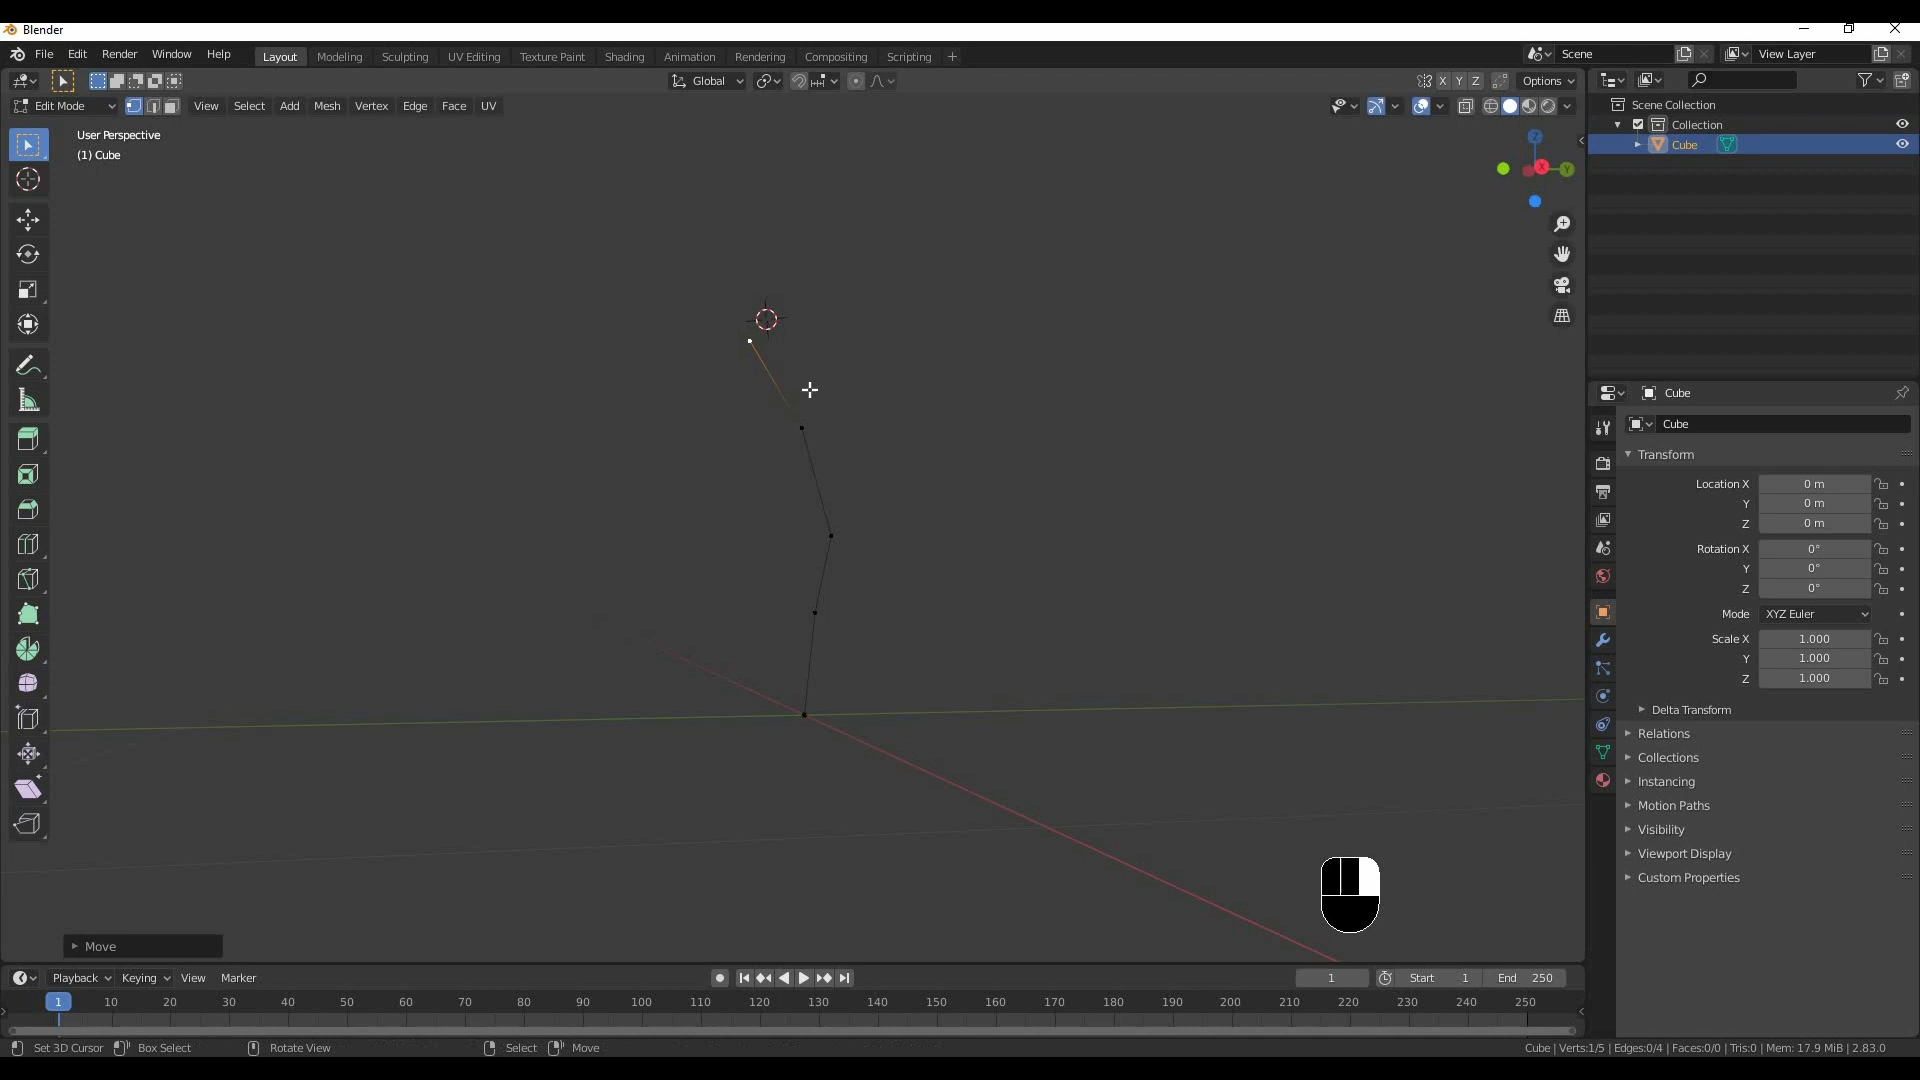 Blender
File Edit Render Window Help Layout Modeling Sculpting UV Editing Texture Paint Shading Animation Rendering Compositing Scripting + Scene View Layer
Global X Y Z Options
Edit Mode View Select Add Mesh Vertex Edge Face UV
Scene Collection
Collection
Cube
User Perspective
(1) Cube
Z
X
Y
Cube
Cube
Transform
Location X 0 m
Y 0 m
Z 0 m
Rotation X 0°
Y 0°
Z 0°
Mode XYZ Euler
Scale X 1.000
Y 1.000
Z 1.000
Delta Transform
Relations
Collections
Instancing
Motion Paths
Visibility
Viewport Display
Custom Properties
Move
Playback Keying View Marker 1 Start 1 End 250
1 10 20 30 40 50 60 70 80 90 100 110 120 130 140 150 160 170 180 190 200 210 220 230 240 250
Set 3D Cursor Box Select Rotate View Select Move Cube | Verts:1/5 | Edges:0/4 | Faces:0/0 | Tris:0 | Mem: 17.9 MiB | 2.83.0